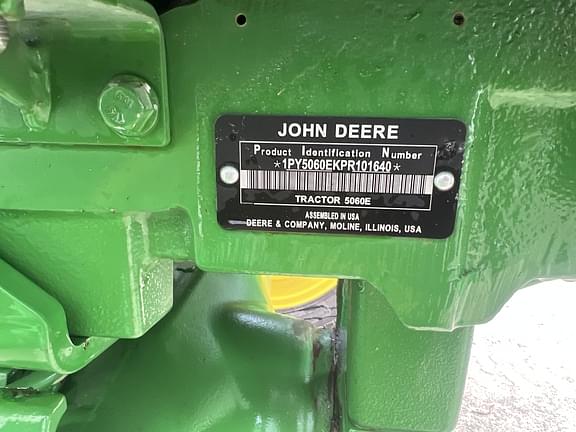 JOHN DEERE
Product Identification Number
*1PY5060EKPR101640*
TRACTOR 5060E
ASSEMBLED IN USA
DEERE & COMPANY, MOLINE, ILLINOIS, USA